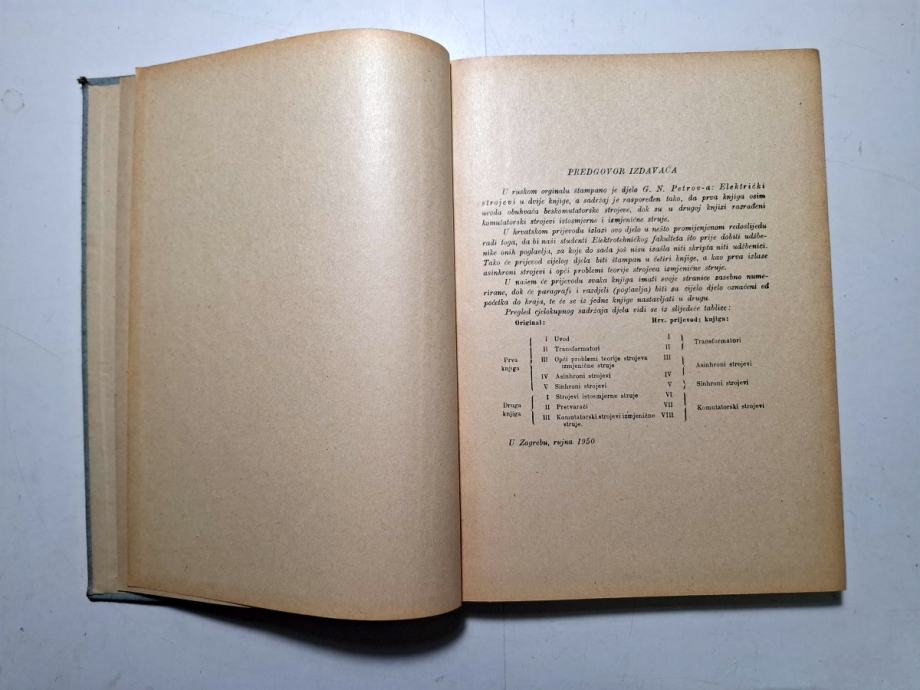 PREDGOVOR IZDAVAČA
U ruskom orginalu štampano je djelo G. N. Petrov-a: Električki
strojevi u dvije knjige, a sadržaj je raspoređen tako, da prva knjiga osim
uvoda obuhvaća beskomutatorske strojeve, dok su u drugoj knjizi razrađeni
komutatorski strojevi istosmjerne i izmjenične struje.
U hrvatskom prijevodu izlazi ovo djelo u nešto promijenjenom redoslijedu
radi toga, da bi naši studenti Elektrotehničkog fakulteta što prije dobili udžbe-
nike onih poglavlja, za koje do sada još nisu izašla niti skripta niti udžbenici.
Tako će prijevod cijelog djela biti štampan u četiri knjige, a kao prva izlaze
asinhroni strojevi i opći problemi teorije strojeva izmjenične struje.
U našem će prijevodu svaka knjiga imati svoje stranice zasebno nume-
rirane, dok će paragrafi i razdjeli (poglavlja) biti za cijelo djelo označeni od
početka do kraja, te će se iz jedne knjige nastavljati u drugu.
Pregled cjelokupnog sadržaja djela vidi se iz slijedeće tablice:
Original: Hrv. prijevod; knjiga:
Prva knjiga
I Uvod I
II Transformatori II Transformatori
III Opći problemi teorije strojeva izmjenične struje III
IV Asinhroni strojevi IV Asinhroni strojevi
V Sinhroni strojevi V Sinhroni strojevi
Druga knjiga
I Strojevi istosmjerne struje VI
II Pretvarači VII Komutatorski strojevi
III Komutatorski strojevi izmjenične struje. VIII
U Zagrebu, rujna 1950